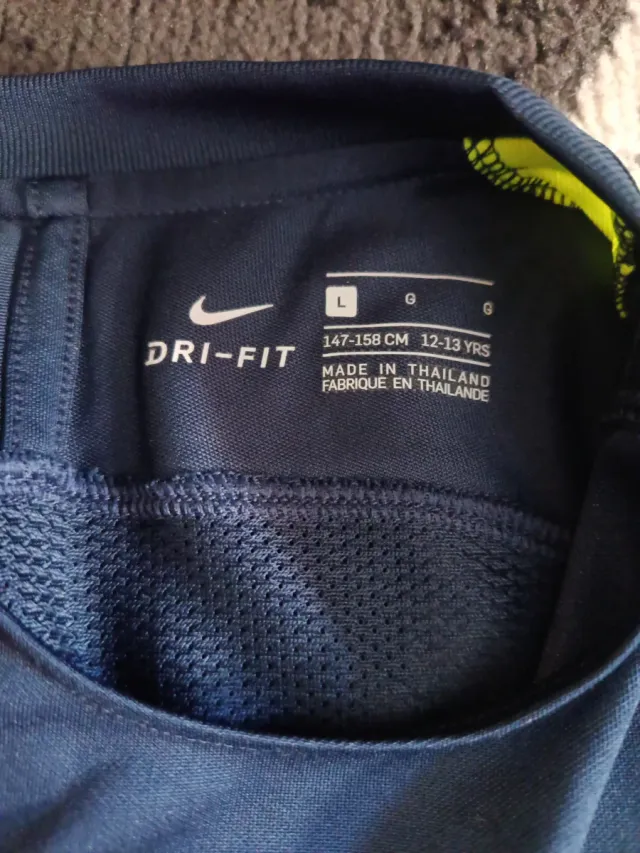 DRI-FIT
L G G
147-158 CM 12-13 YRS
MADE IN THAILAND
FABRIQUE EN THAILANDE